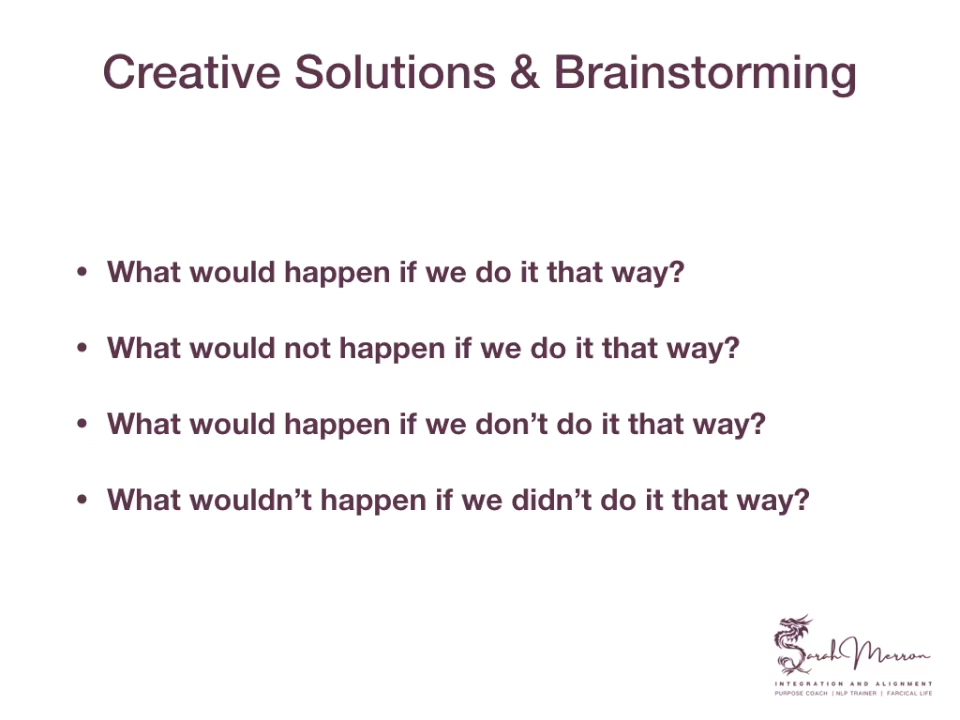 Creative Solutions & Brainstorming
• What would happen if we do it that way?
• What would not happen if we do it that way?
• What would happen if we don’t do it that way?
• What wouldn’t happen if we didn’t do it that way?
Sarah Merron
INTEGRATION AND ALIGNMENT
PURPOSE COACH | NLP TRAINER | FARCICAL LIFE